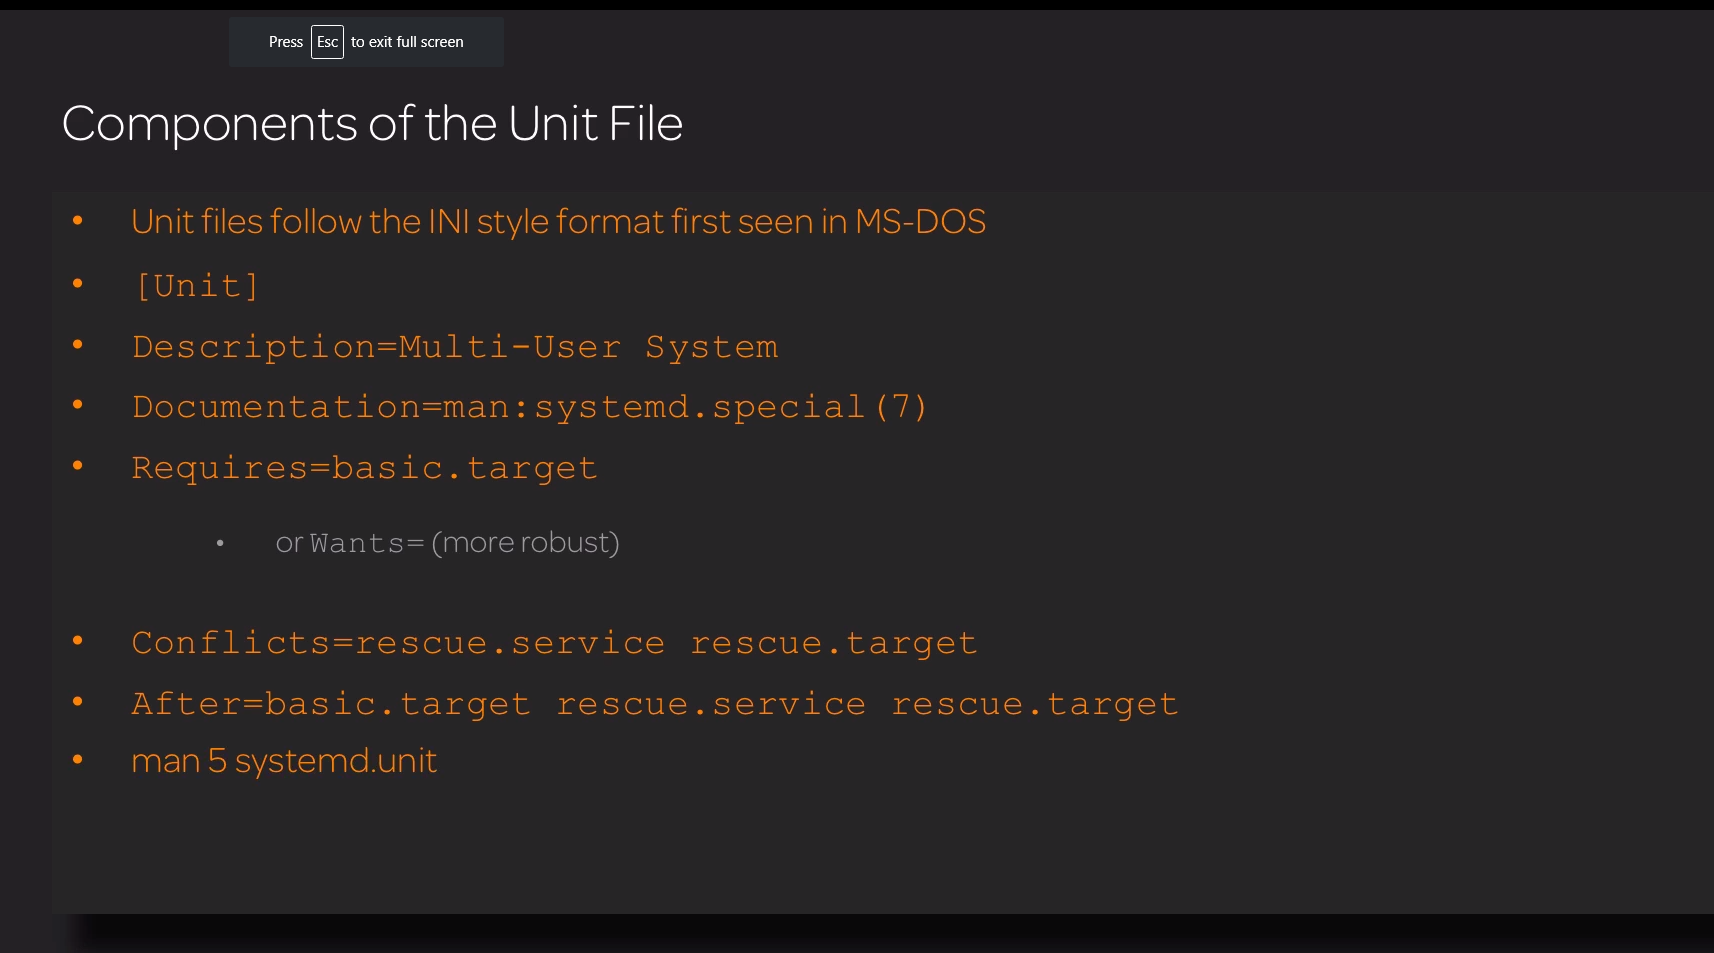 Press Esc to exit full screen
Components of the Unit File
• Unit files follow the INI style format first seen in MS-DOS
• [Unit]
• Description=Multi-User System
• Documentation=man:systemd.special(7)
• Requires=basic.target
• or Wants= (more robust)
• Conflicts=rescue.service rescue.target
• After=basic.target rescue.service rescue.target
• man 5 systemd.unit